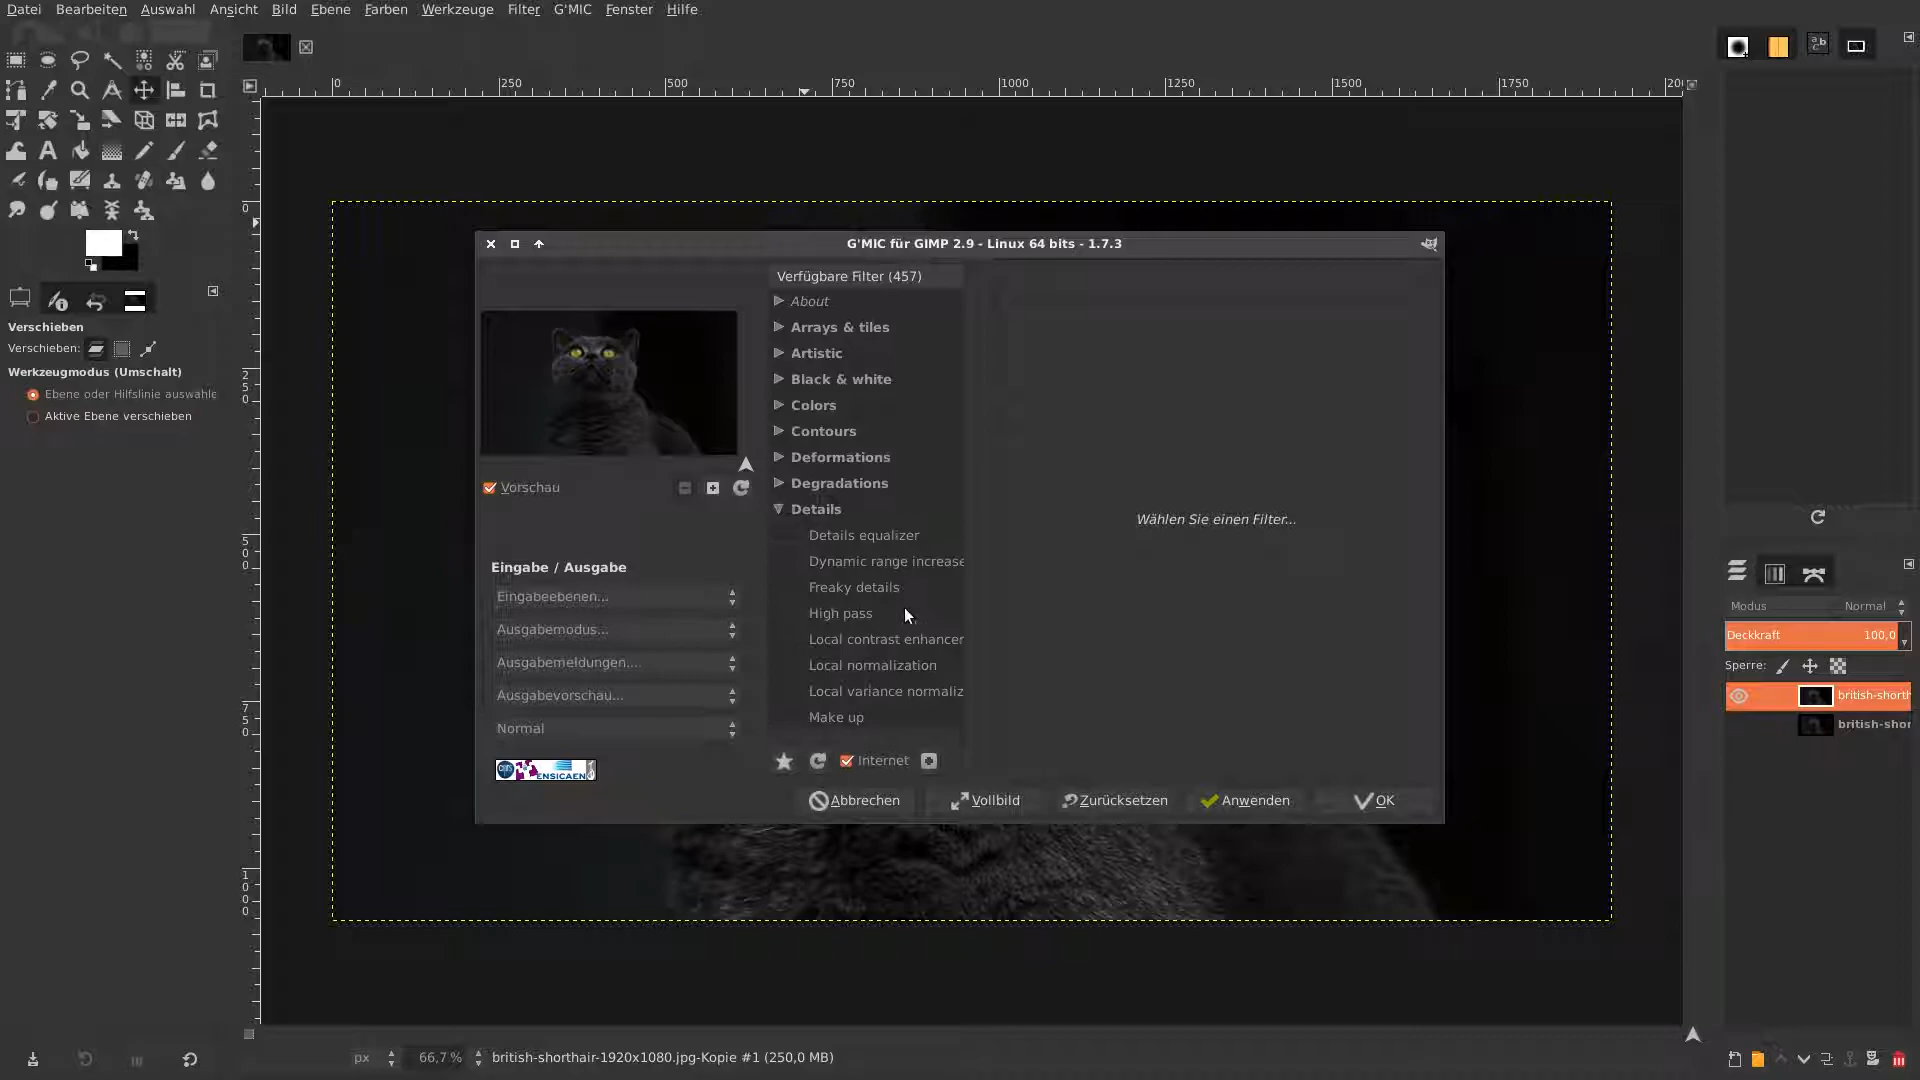 Datei Bearbeiten Auswahl Ansicht Bild Ebene Farben Werkzeuge Filter G'MIC Fenster Hilfe
0 250 500 750 1000 1250 1500 1750
G'MIC für GIMP 2.9 - Linux 64 bits - 1.7.3
Verfügbare Filter (457)
About
Arrays & tiles
Artistic
Black & white
Colors
Contours
Deformations
Degradations
Details
Details equalizer
Dynamic range increase
Freaky details
High pass
Local contrast enhancer
Local normalization
Local variance normaliz
Make up
Internet
Vorschau
Eingabe / Ausgabe
Eingabeebenen...
Ausgabemodus...
Ausgabemeldungen....
Ausgabevorschau...
Normal
ENSICAEN
Wählen Sie einen Filter...
Abbrechen Vollbild Zurücksetzen Anwenden OK
Verschieben
Verschieben:
Werkzeugmodus (Umschalt)
Ebene oder Hilfslinie auswähle
Aktive Ebene verschieben
0
250
500
750
1000
Modus Normal
Deckkraft 100,0
Sperre:
british-shorth
british-shor
px 66,7 % british-shorthair-1920x1080.jpg-Kopie #1 (250,0 MB)